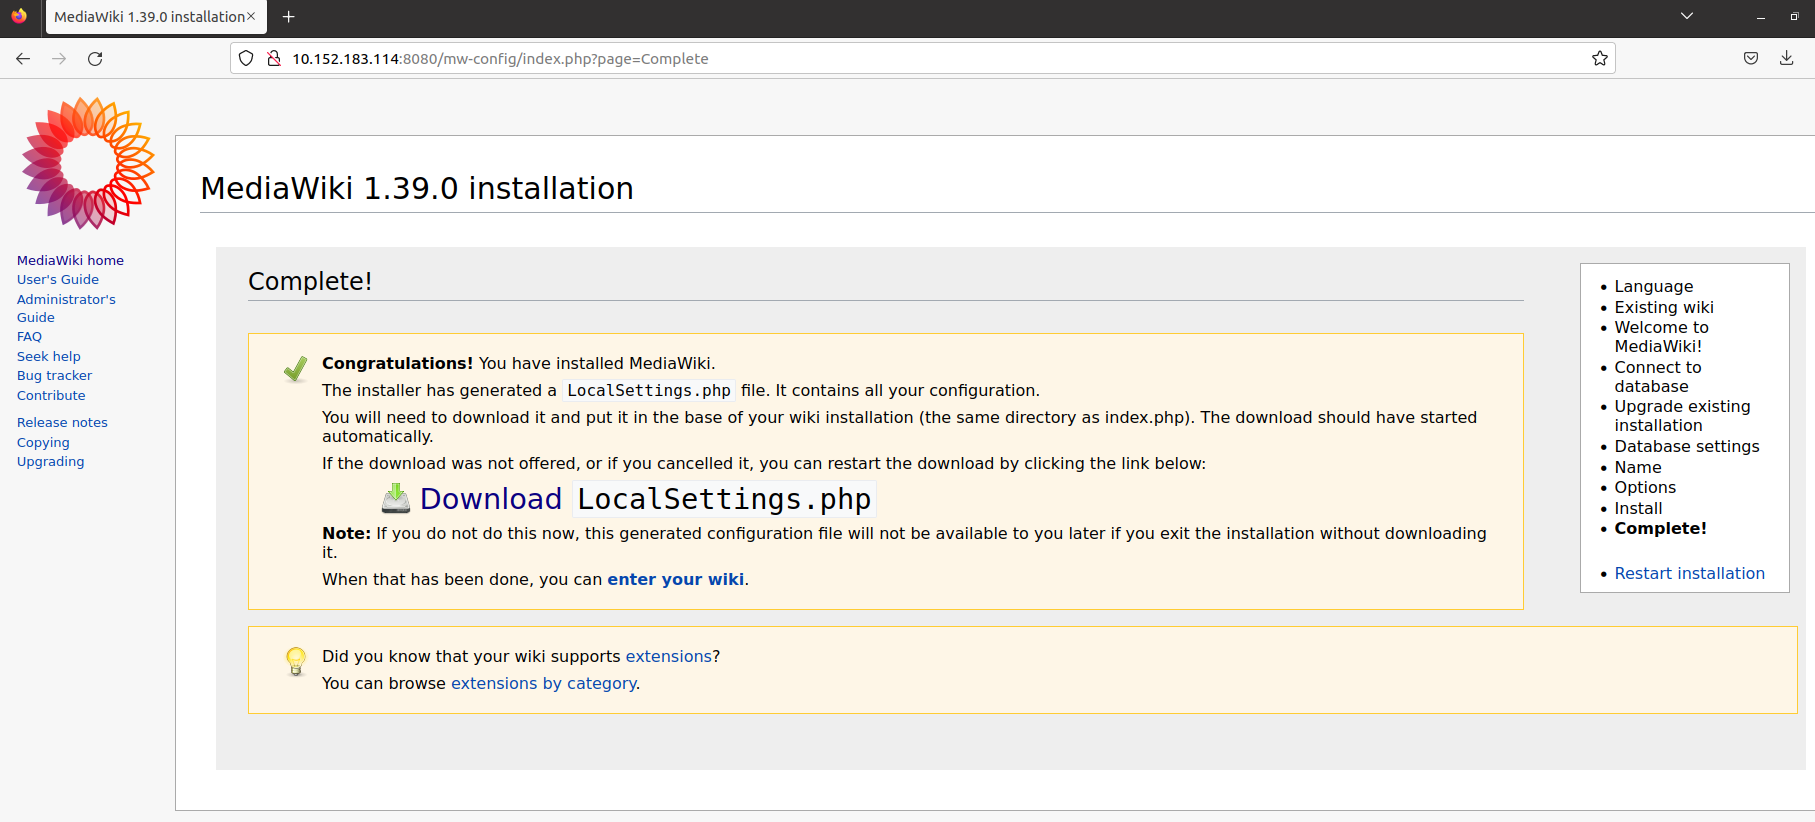 MediaWiki 1.39.0 installation
10.152.183.114:8080/mw-config/index.php?page=Complete
MediaWiki home
User's Guide
Administrator's
Guide
FAQ
Seek help
Bug tracker
Contribute
Release notes
Copying
Upgrading
MediaWiki 1.39.0 installation
Complete!
Congratulations! You have installed MediaWiki.
The installer has generated a LocalSettings.php file. It contains all your configuration.
You will need to download it and put it in the base of your wiki installation (the same directory as index.php). The download should have started
automatically.
If the download was not offered, or if you cancelled it, you can restart the download by clicking the link below:
Download LocalSettings.php
Note: If you do not do this now, this generated configuration file will not be available to you later if you exit the installation without downloading
it.
When that has been done, you can enter your wiki.
Did you know that your wiki supports extensions?
You can browse extensions by category.
Language
Existing wiki
Welcome to
MediaWiki!
Connect to
database
Upgrade existing
installation
Database settings
Name
Options
Install
Complete!
Restart installation